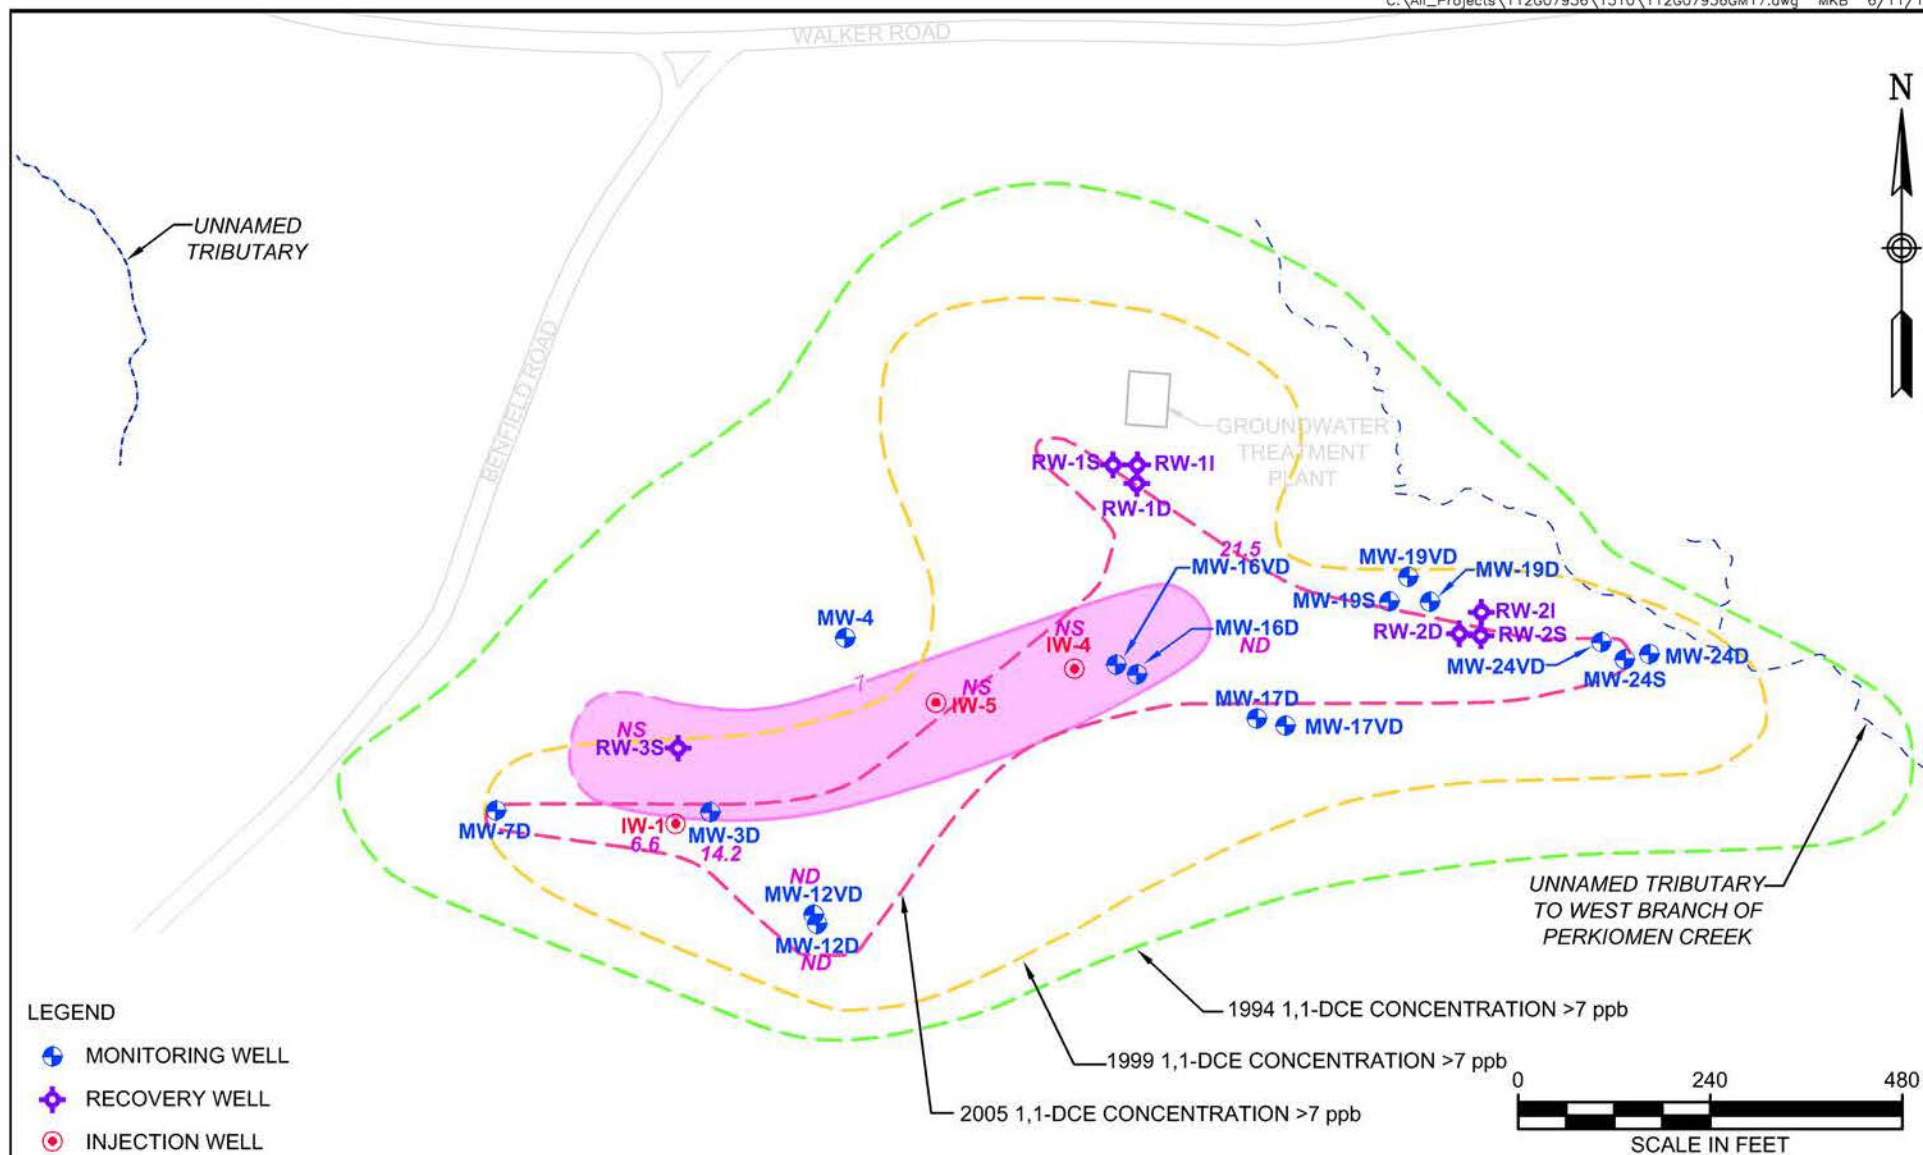 WALKER ROAD
N
UNNAMED
TRIBUTARY
BENFIELD ROAD
GROUNDWATER
TREATMENT
PLANT
RW-1S
RW-1I
RW-1D
21.5
MW-16VD
MW-19VD
MW-19D
MW-19S
RW-2I
RW-2D
RW-2S
MW-4
NS
IW-4
MW-16D
ND
MW-24VD
MW-24D
MW-24S
7
NS
IW-5
MW-17D
MW-17VD
NS
RW-3S
MW-7D
IW-1
6.6
MW-3D
14.2
ND
MW-12VD
MW-12D
ND
UNNAMED TRIBUTARY
TO WEST BRANCH OF
PERKIOMEN CREEK
1994 1,1-DCE CONCENTRATION >7 ppb
1999 1,1-DCE CONCENTRATION >7 ppb
2005 1,1-DCE CONCENTRATION >7 ppb
LEGEND
MONITORING WELL
RECOVERY WELL
INJECTION WELL
0 240 480
SCALE IN FEET